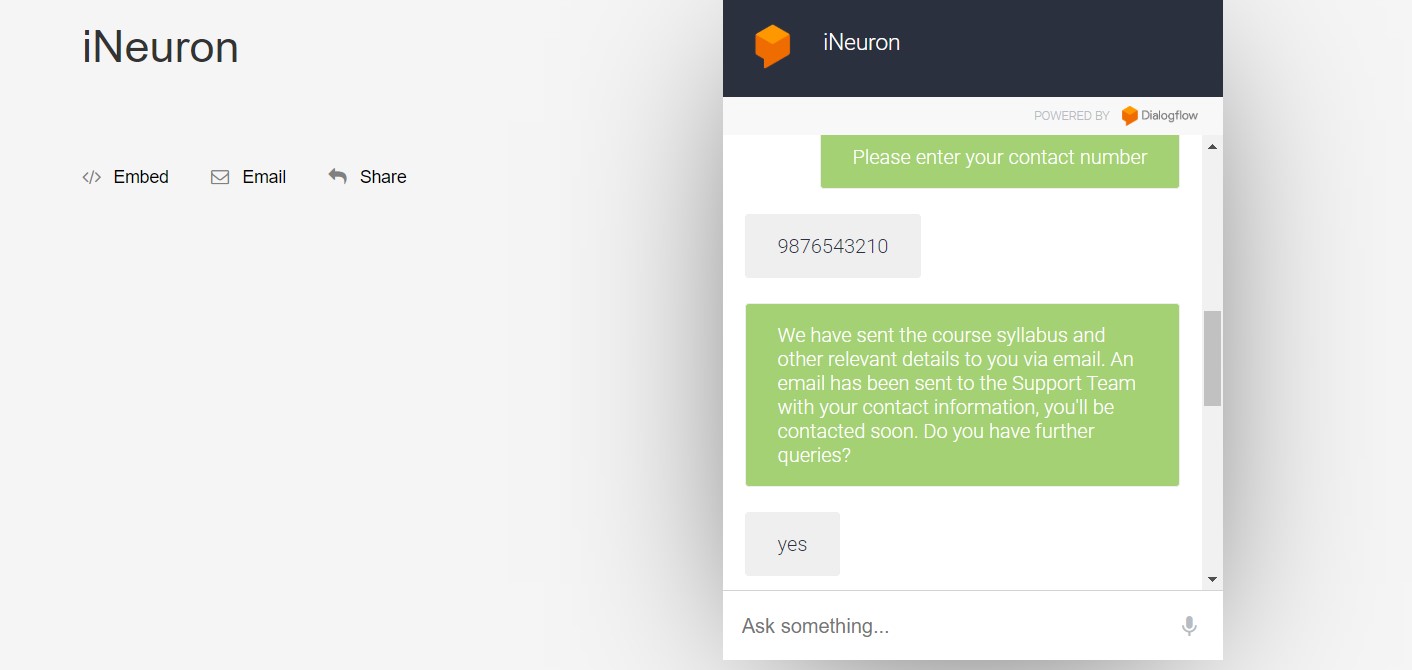 iNeuron
Embed
Email
Share
iNeuron
POWERED BY Dialogflow
Please enter your contact number
9876543210
We have sent the course syllabus and
other relevant details to you via email. An
email has been sent to the Support Team
with your contact information, you'll be
contacted soon. Do you have further
queries?
yes
Ask something...